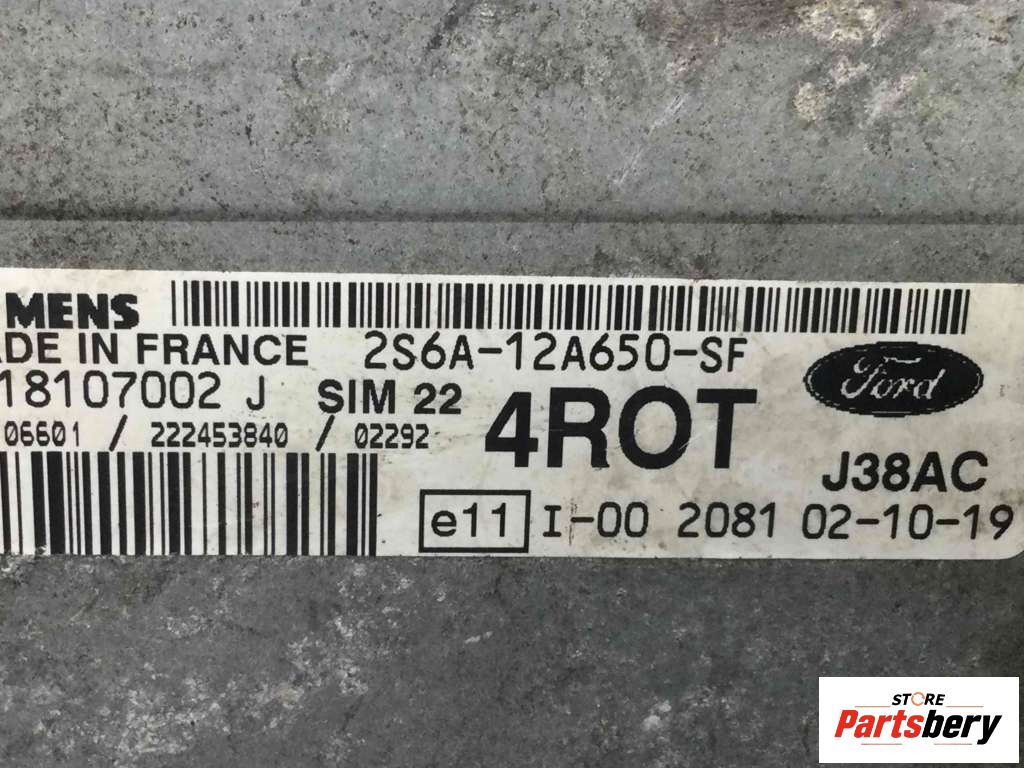 MENS
ADE IN FRANCE 2S6A-12A650-SF
18107002 J SIM 22 4ROT Ford
06601 / 222453840 / 02292
J38AC
e11 I-00 2081 02-10-19
STORE
Partsbery